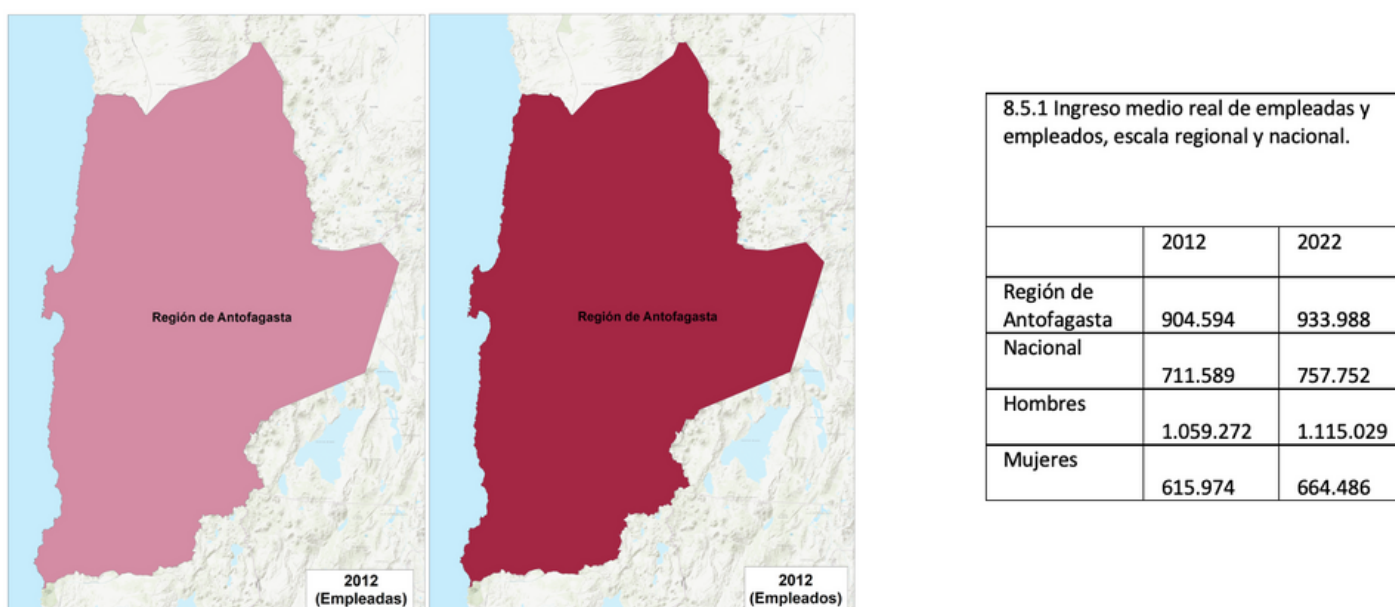 Región de Antofagasta
2012
(Empleadas)
Región de Antofagasta
2012
(Empleados)
8.5.1 Ingreso medio real de empleadas y
empleados, escala regional y nacional.
2012 2022
Región de
Antofagasta 904.594 933.988
Nacional
711.589 757.752
Hombres
1.059.272 1.115.029
Mujeres
615.974 664.486